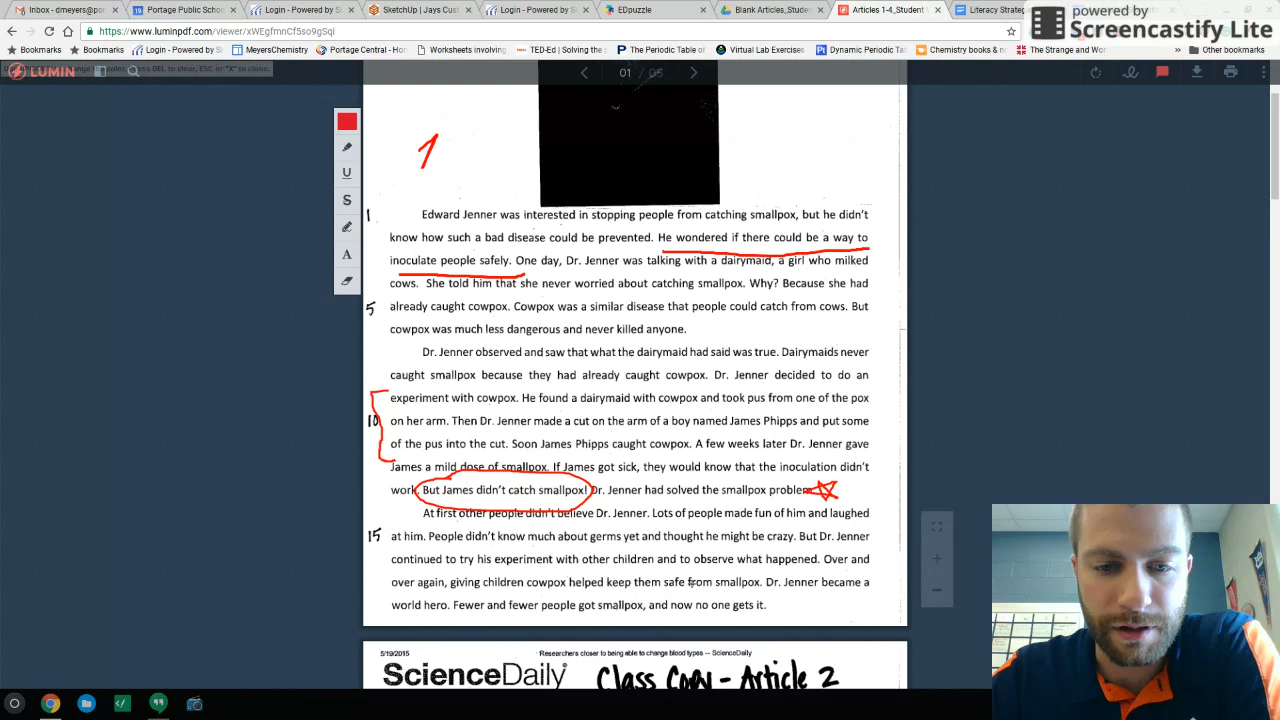 Inbox - dmeyers@por
Portage Public Schoo
Login - Powered by Sk
SketchUp | Jays Cust
Login - Powered by Sk
EDpuzzle
Blank Articles_Studen
Articles 1-4_Student V
Literacy Strateg
powered by
Screencastify Lite
https://www.luminpdf.com/viewer/xWEgfmnCf5so9gSqi
Bookmarks
Bookmarks
Login - Powered by Sk
MeyersChemistry
Portage Central - Hom
Worksheets involving
TED-Ed | Solving the
The Periodic Table of
Virtual Lab Exercises
Dynamic Periodic Tab
Chemistry books & n
The Strange and Wor
Other bookmarks
LUMIN
01 / 05
1
U
S
A
1 Edward Jenner was interested in stopping people from catching smallpox, but he didn't
know how such a bad disease could be prevented. He wondered if there could be a way to
inoculate people safely. One day, Dr. Jenner was talking with a dairymaid, a girl who milked
cows. She told him that she never worried about catching smallpox. Why? Because she had
5 already caught cowpox. Cowpox was a similar disease that people could catch from cows. But
cowpox was much less dangerous and never killed anyone.
Dr. Jenner observed and saw that what the dairymaid had said was true. Dairymaids never
caught smallpox because they had already caught cowpox. Dr. Jenner decided to do an
experiment with cowpox. He found a dairymaid with cowpox and took pus from one of the pox
10 on her arm. Then Dr. Jenner made a cut on the arm of a boy named James Phipps and put some
of the pus into the cut. Soon James Phipps caught cowpox. A few weeks later Dr. Jenner gave
James a mild dose of smallpox. If James got sick, they would know that the inoculation didn't
work. But James didn't catch smallpox! Dr. Jenner had solved the smallpox problem
At first other people didn't believe Dr. Jenner. Lots of people made fun of him and laughed
15 at him. People didn't know much about germs yet and thought he might be crazy. But Dr. Jenner
continued to try his experiment with other children and to observe what happened. Over and
over again, giving children cowpox helped keep them safe from smallpox. Dr. Jenner became a
world hero. Fewer and fewer people got smallpox, and now no one gets it.
5/19/2015
Researchers closer to being able to change blood types -- ScienceDaily
ScienceDaily
Class Copy - Article 2